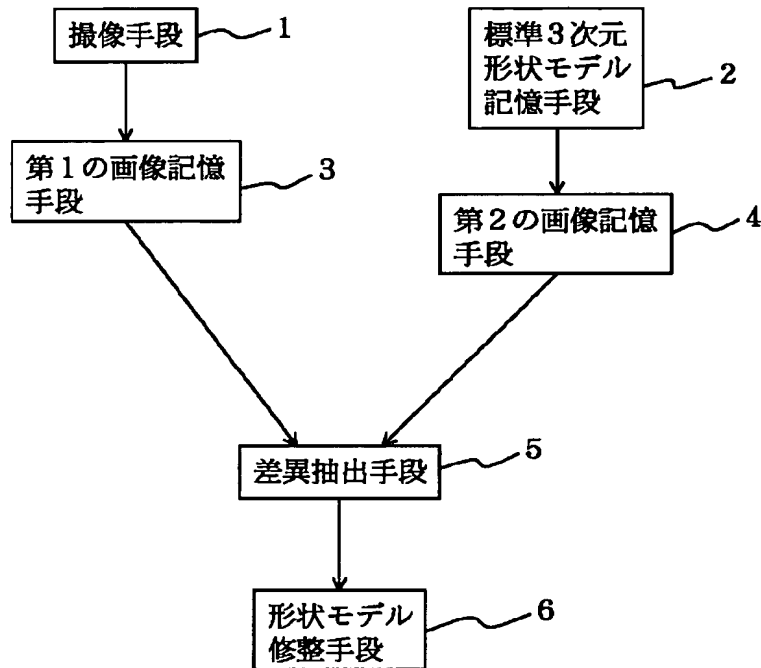 撮像手段
1
標準３次元
形状モデル
記憶手段
2
第１の画像記憶
手段
3
第２の画像記憶
手段
4
差異抽出手段
5
形状モデル
修整手段
6